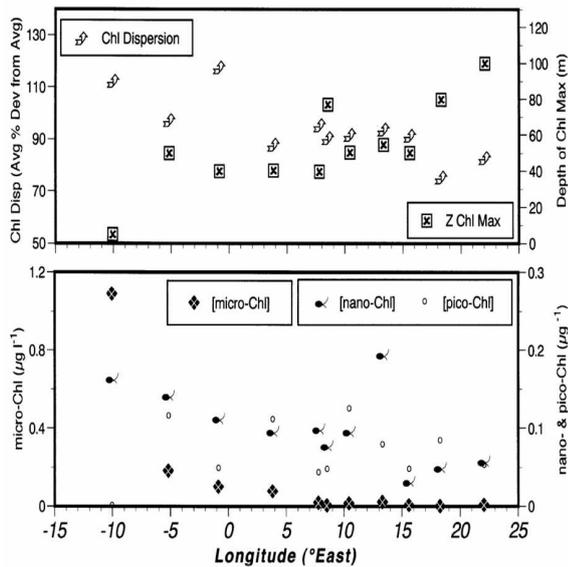 Chl Disp (Avg % Dev from Avg)
130
110
90
70
50
Chl Dispersion
Z Chl Max
120
100
80
60
40
20
0
Depth of Chl Max (m)
micro-Chl (µg l⁻¹)
1.2
0.8
0.4
0
[micro-Chl]
[nano-Chl]
[pico-Chl]
0.3
0.2
0.1
0
nano- & pico-Chl (µg ⁻¹)
-15 -10 -5 0 5 10 15 20 25
Longitude (°East)